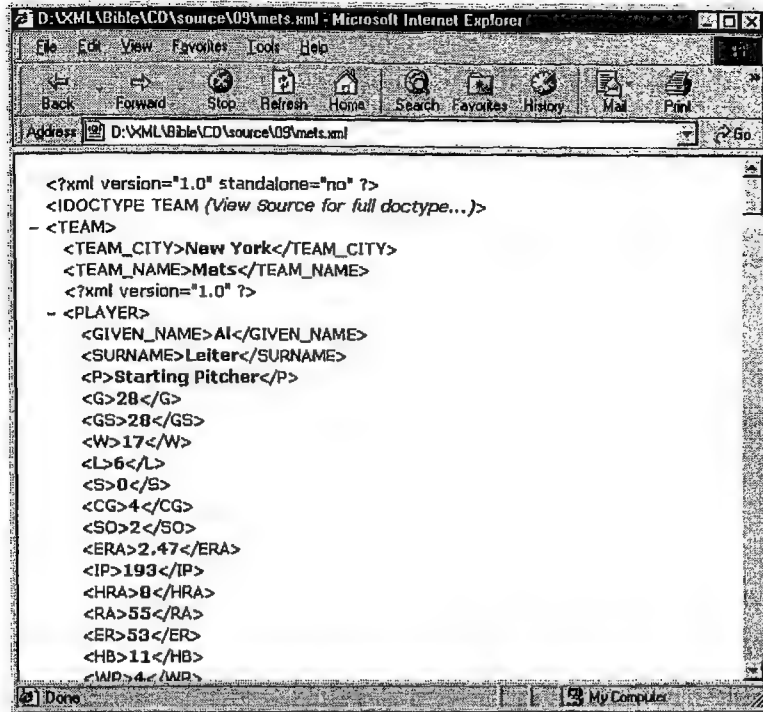 D:\XML\Bible\CD\source\09\mets.xml - Microsoft Internet Explorer
File Edit View Favorites Tools Help
Back Forward Stop Refresh Home Search Favorites History Mail Print
Address D:\XML\Bible\CD\source\09\mets.xml Go
<?xml version="1.0" standalone="no" ?>
<!DOCTYPE TEAM (View Source for full doctype...)>
- <TEAM>
<TEAM_CITY>New York</TEAM_CITY>
<TEAM_NAME>Mets</TEAM_NAME>
<?xml version="1.0" ?>
- <PLAYER>
<GIVEN_NAME>Al</GIVEN_NAME>
<SURNAME>Leiter</SURNAME>
<P>Starting Pitcher</P>
<G>28</G>
<GS>28</GS>
<W>17</W>
<L>6</L>
<S>0</S>
<CG>4</CG>
<SO>2</SO>
<ERA>2.47</ERA>
<IP>193</IP>
<HRA>8</HRA>
<RA>55</RA>
<ER>53</ER>
<HB>11</HB>
<WP>4</WP>
Done My Computer